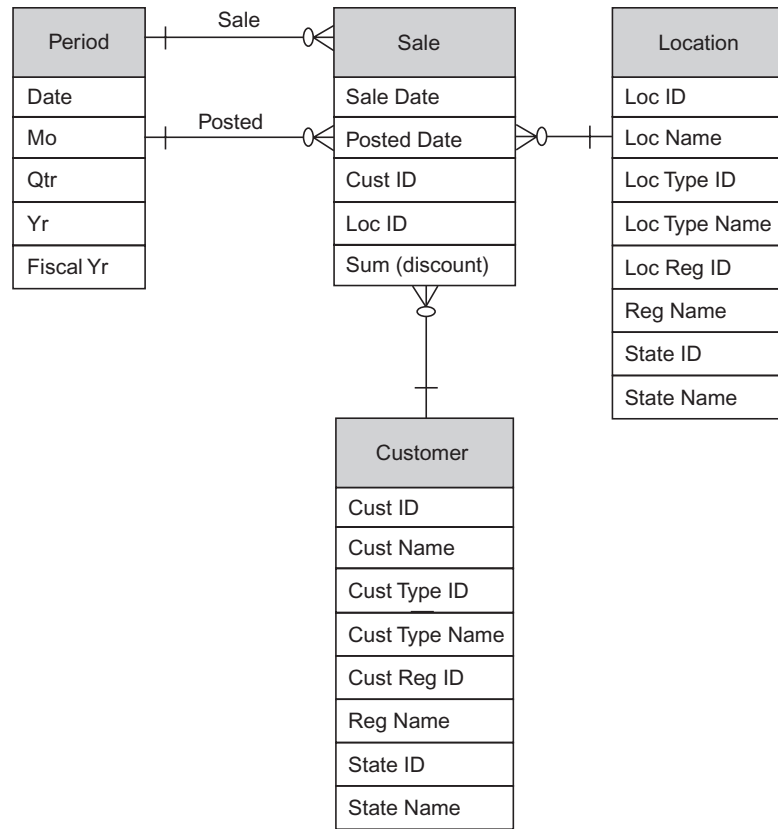 Period
Date
Mo
Qtr
Yr
Fiscal Yr
Sale
Posted
Sale
Sale Date
Posted Date
Cust ID
Loc ID
Sum (discount)
Location
Loc ID
Loc Name
Loc Type ID
Loc Type Name
Loc Reg ID
Reg Name
State ID
State Name
Customer
Cust ID
Cust Name
Cust Type ID
Cust Type Name
Cust Reg ID
Reg Name
State ID
State Name